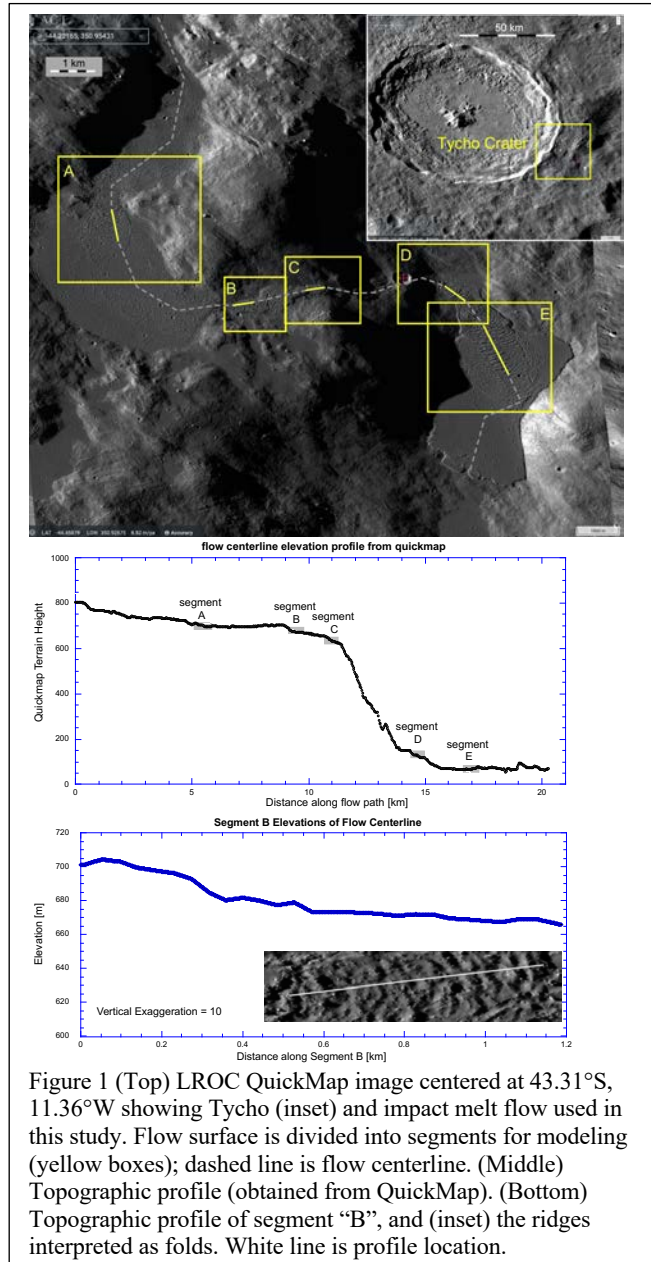 -44.22165, 350.95431
1 km
50 km
Tycho Crater
A
B
C
D
E
flow centerline elevation profile from quickmap
1000
800
600
400
200
0
Quickmap Terrain Height
segment
A
segment
B
segment
C
segment
D
segment
E
0
5
10
15
20
Distance along flow path [km]
Segment B Elevations of Flow Centerline
720
700
680
660
640
620
600
Elevation [m]
Vertical Exaggeration = 10
0
0.2
0.4
0.6
0.8
1
1.2
Distance along Segment B [km]
Figure 1 (Top) LROC QuickMap image centered at 43.31°S,
11.36°W showing Tycho (inset) and impact melt flow used in
this study. Flow surface is divided into segments for modeling
(yellow boxes); dashed line is flow centerline. (Middle)
Topographic profile (obtained from QuickMap). (Bottom)
Topographic profile of segment “B”, and (inset) the ridges
interpreted as folds. White line is profile location.